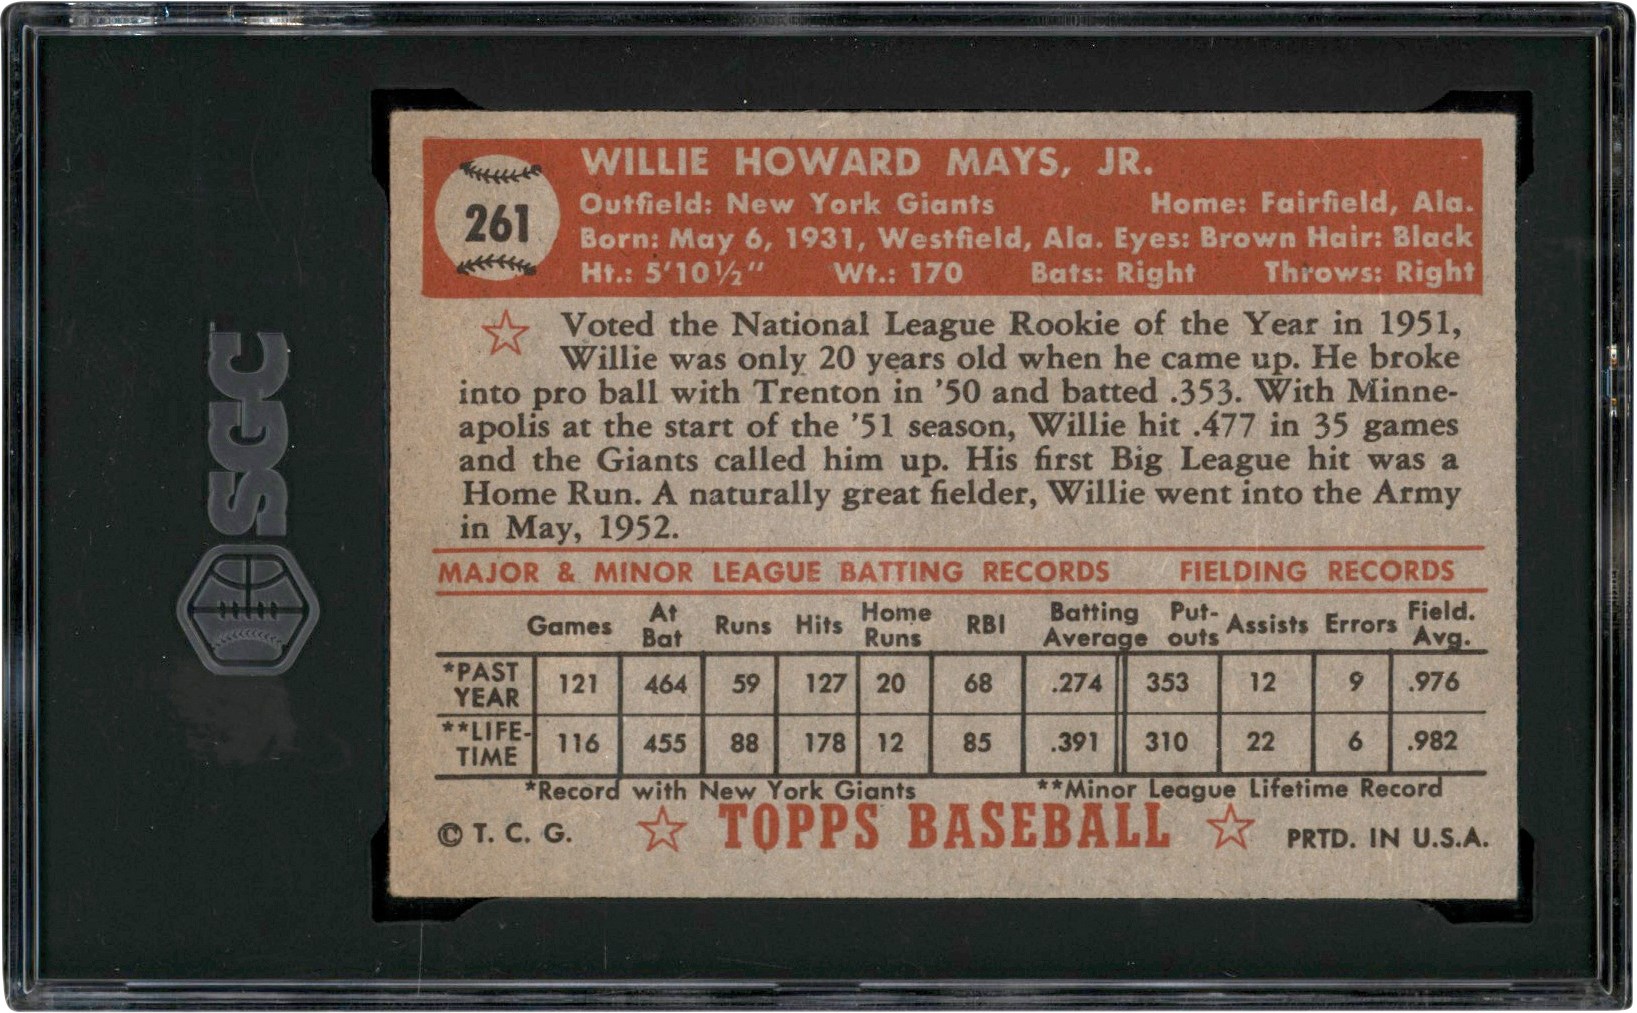 SGC
261
WILLIE HOWARD MAYS, JR.
Outfield: New York Giants Home: Fairfield, Ala.
Born: May 6, 1931, Westfield, Ala. Eyes: Brown Hair: Black
Ht.: 5'10½" Wt.: 170 Bats: Right Throws: Right
Voted the National League Rookie of the Year in 1951,
Willie was only 20 years old when he came up. He broke
into pro ball with Trenton in '50 and batted .353. With Minne-
apolis at the start of the '51 season, Willie hit .477 in 35 games
and the Giants called him up. His first Big League hit was a
Home Run. A naturally great fielder, Willie went into the Army
in May, 1952.
MAJOR & MINOR LEAGUE BATTING RECORDS FIELDING RECORDS
Games At Bat Runs Hits Home Runs RBI Batting Average Put-outs Assists Errors Field. Avg.
*PAST YEAR 121 464 59 127 20 68 .274 353 12 9 .976
**LIFE-TIME 116 455 88 178 12 85 .391 310 22 6 .982
*Record with New York Giants **Minor League Lifetime Record
© T. C. G. TOPPS BASEBALL PRTD. IN U.S.A.